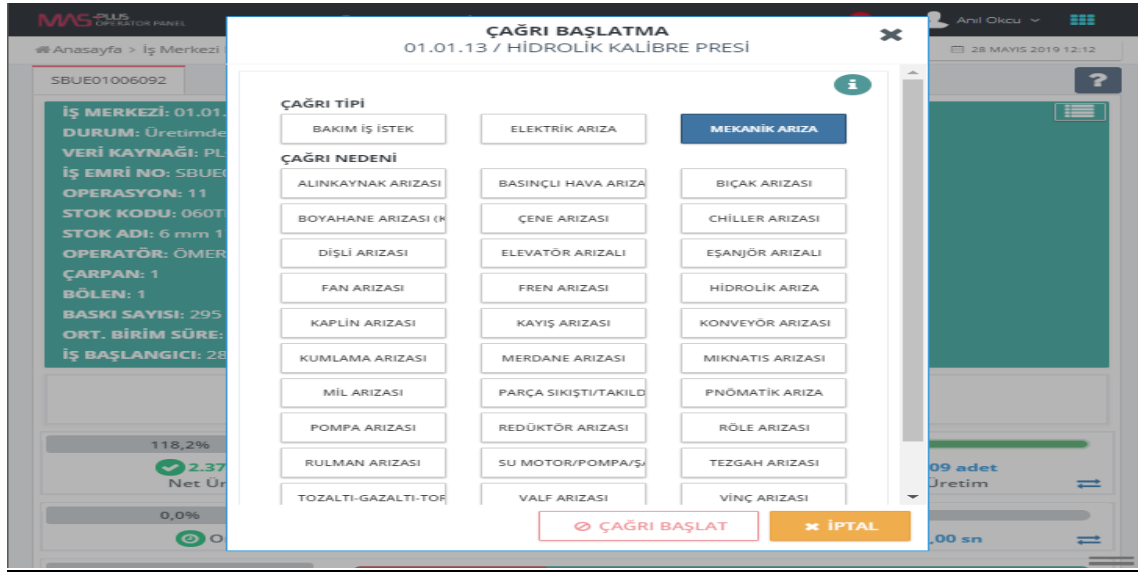 MAS PLUS OPERATOR PANEL
Anıl Okcu
Anasayfa > İş Merkezi
28 MAYIS 2019 12:12
SBUE01006092
?
İŞ MERKEZİ: 01.01.
DURUM: Üretimde
VERİ KAYNAĞI: PL
İŞ EMRİ NO: SBUE
OPERASYON: 11
STOK KODU: 060T
STOK ADI: 6 mm 1
OPERATÖR: ÖMER
ÇARPAN: 1
BÖLEN: 1
BASKI SAYISI: 295
ORT. BİRİM SÜRE:
İŞ BAŞLANGICI: 28
ÇAĞRI BAŞLATMA
01.01.13 / HİDROLİK KALİBRE PRESİ
ÇAĞRI TİPİ
BAKIM İŞ İSTEK ELEKTRİK ARIZA MEKANİK ARIZA
ÇAĞRI NEDENİ
ALINKAYNAK ARIZASI BASINÇLI HAVA ARIZA BIÇAK ARIZASI
BOYAHANE ARIZASI (K ÇENE ARIZASI CHİLLER ARIZASI
DİŞLİ ARIZASI ELEVATÖR ARIZALI EŞANJÖR ARIZALI
FAN ARIZASI FREN ARIZASI HİDROLİK ARIZA
KAPLİN ARIZASI KAYIŞ ARIZASI KONVEYÖR ARIZASI
KUMLAMA ARIZASI MERDANE ARIZASI MIKNATIS ARIZASI
MİL ARIZASI PARÇA SIKIŞTI/TAKILD PNÖMATİK ARIZA
POMPA ARIZASI REDÜKTÖR ARIZASI RÖLE ARIZASI
RULMAN ARIZASI SU MOTOR/POMPA/Ş TEZGAH ARIZASI
TOZALTI-GAZALTI-TOR VALF ARIZASI VİNÇ ARIZASI
ÇAĞRI BAŞLAT İPTAL
118,2%
2.37
Net Ür
09 adet
Üretim
0,0%
O
,00 sn